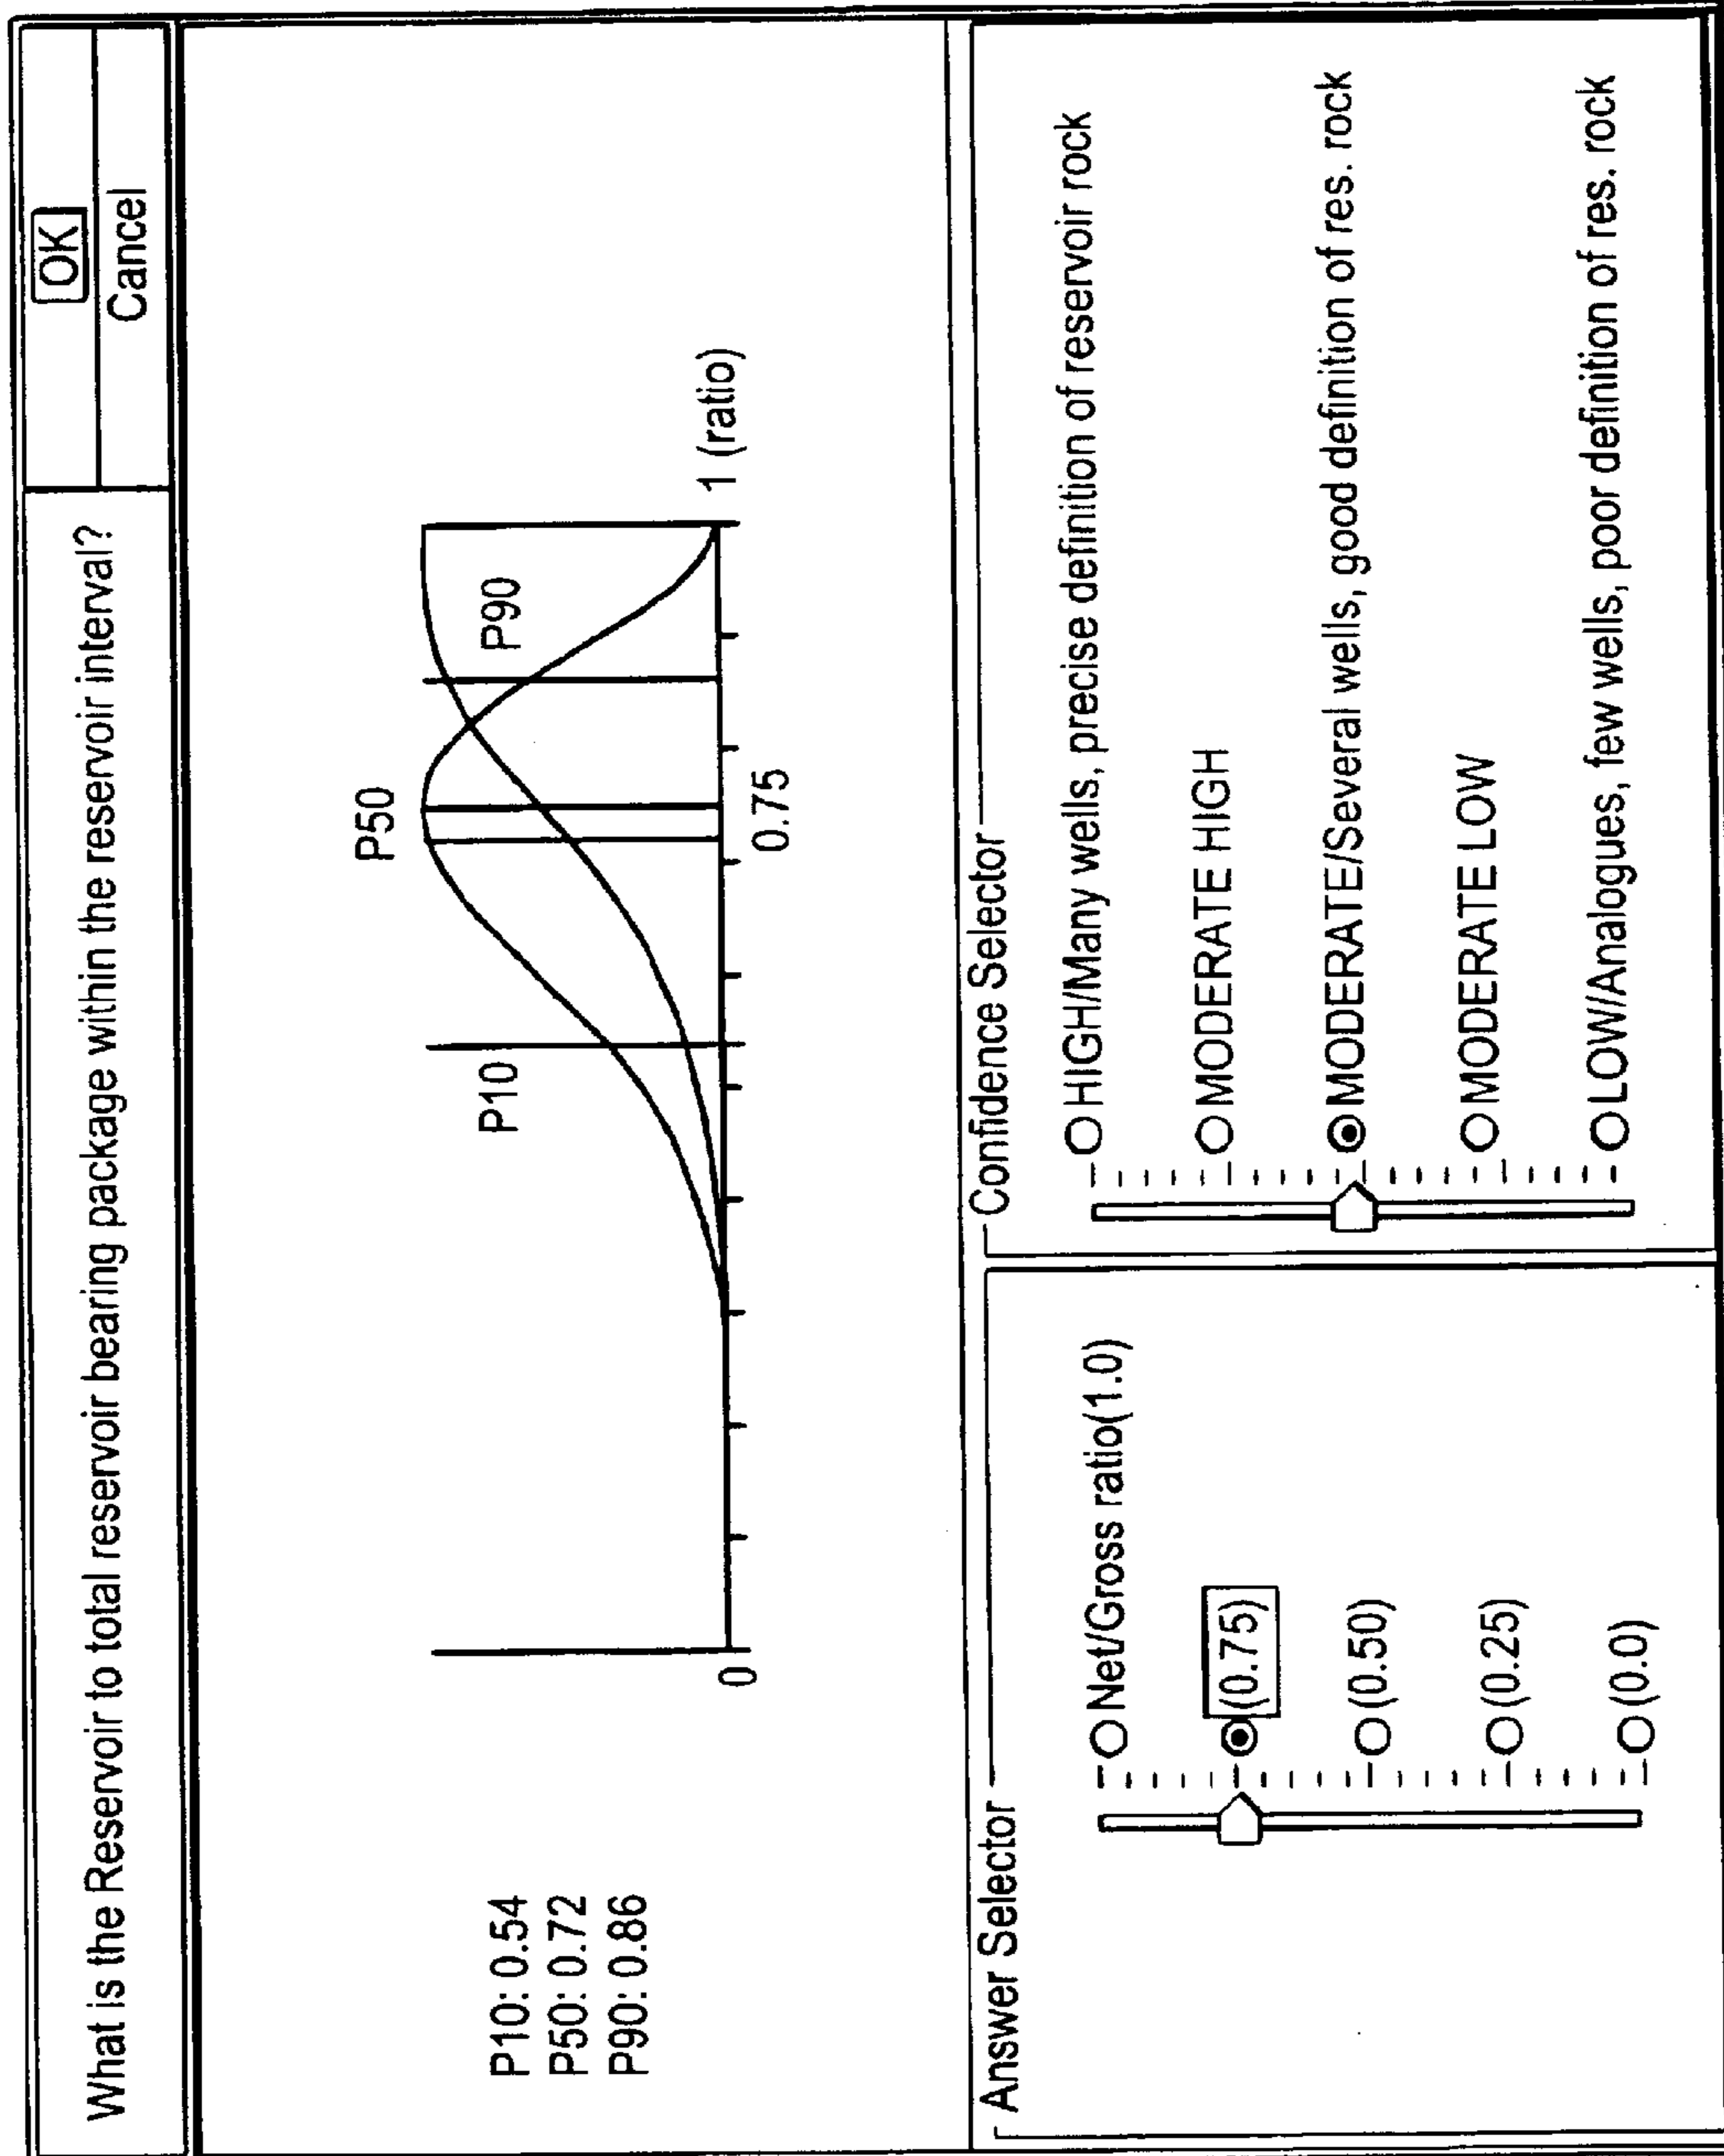 What is the Reservoir to total reservoir bearing package within the reservoir interval?
OK
Cancel
P10: 0.54
P50: 0.72
P90: 0.86
P50
P10
P90
0
0.75
1 (ratio)
Answer Selector
Net/Gross ratio(1.0)
(0.75)
(0.50)
(0.25)
(0.0)
Confidence Selector
HIGH/Many wells, precise definition of reservoir rock
MODERATE HIGH
MODERATE/Several wells, good definition of res. rock
MODERATE LOW
LOW/Analogues, few wells, poor definition of res. rock